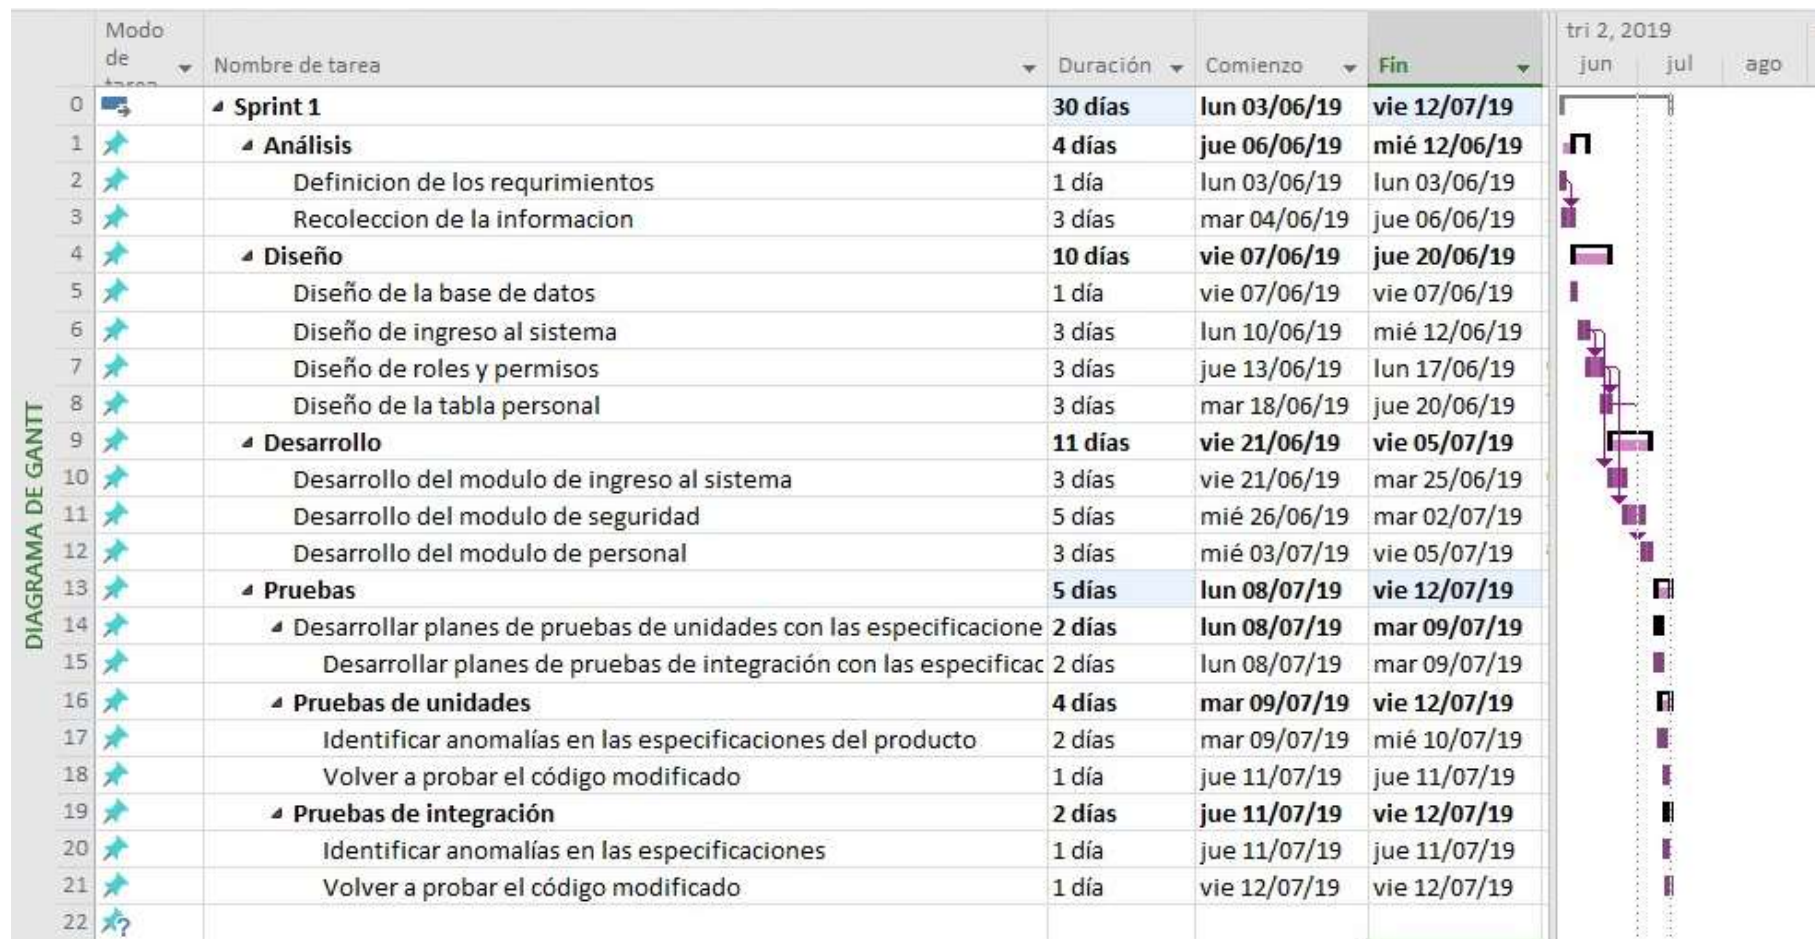 Modo de tarea Nombre de tarea Duración Comienzo Fin tri 2, 2019
jun jul ago
0 Sprint 1 30 días lun 03/06/19 vie 12/07/19
1 Análisis 4 días jue 06/06/19 mié 12/06/19
2 Definicion de los requrimientos 1 día lun 03/06/19 lun 03/06/19
3 Recoleccion de la informacion 3 días mar 04/06/19 jue 06/06/19
4 Diseño 10 días vie 07/06/19 jue 20/06/19
5 Diseño de la base de datos 1 día vie 07/06/19 vie 07/06/19
6 Diseño de ingreso al sistema 3 días lun 10/06/19 mié 12/06/19
7 Diseño de roles y permisos 3 días jue 13/06/19 lun 17/06/19
8 Diseño de la tabla personal 3 días mar 18/06/19 jue 20/06/19
9 Desarrollo 11 días vie 21/06/19 vie 05/07/19
10 Desarrollo del modulo de ingreso al sistema 3 días vie 21/06/19 mar 25/06/19
11 Desarrollo del modulo de seguridad 5 días mié 26/06/19 mar 02/07/19
12 Desarrollo del modulo de personal 3 días mié 03/07/19 vie 05/07/19
13 Pruebas 5 días lun 08/07/19 vie 12/07/19
14 Desarrollar planes de pruebas de unidades con las especificacione 2 días lun 08/07/19 mar 09/07/19
15 Desarrollar planes de pruebas de integración con las especificac 2 días lun 08/07/19 mar 09/07/19
16 Pruebas de unidades 4 días mar 09/07/19 vie 12/07/19
17 Identificar anomalías en las especificaciones del producto 2 días mar 09/07/19 mié 10/07/19
18 Volver a probar el código modificado 1 día jue 11/07/19 jue 11/07/19
19 Pruebas de integración 2 días jue 11/07/19 vie 12/07/19
20 Identificar anomalías en las especificaciones 1 día jue 11/07/19 jue 11/07/19
21 Volver a probar el código modificado 1 día vie 12/07/19 vie 12/07/19
22
DIAGRAMA DE GANTT